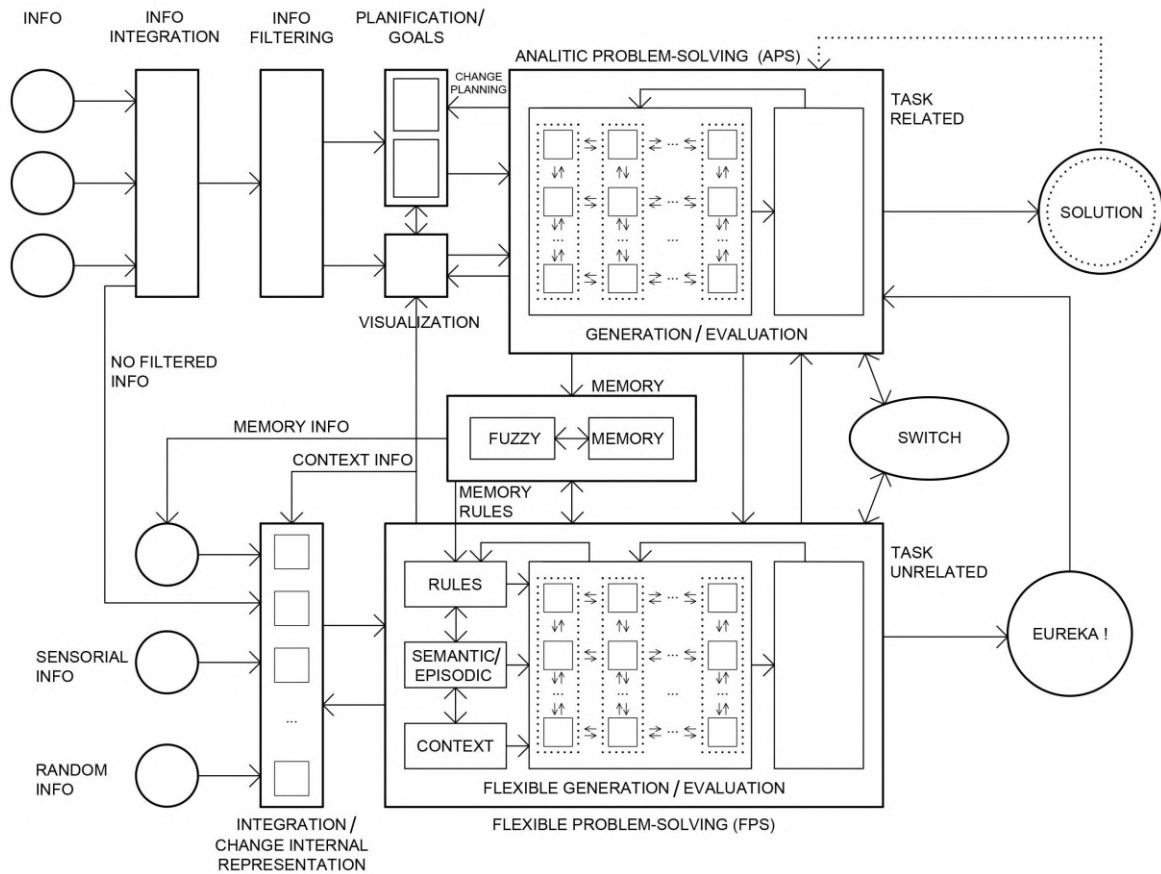 INFO
INFO
INTEGRATION
INFO
FILTERING
PLANIFICATION/
GOALS
ANALITIC PROBLEM-SOLVING (APS)
CHANGE
PLANNING
TASK
RELATED
...
...
...
...
...
...
SOLUTION
...
VISUALIZATION
GENERATION / EVALUATION
NO FILTERED
INFO
MEMORY
MEMORY INFO
FUZZY
MEMORY
SWITCH
CONTEXT INFO
MEMORY
RULES
TASK
UNRELATED
RULES
...
...
EUREKA !
SENSORIAL
INFO
SEMANTIC/
EPISODIC
...
...
...
...
...
...
RANDOM
INFO
CONTEXT
FLEXIBLE GENERATION / EVALUATION
INTEGRATION /
CHANGE INTERNAL
REPRESENTATION
FLEXIBLE PROBLEM-SOLVING (FPS)